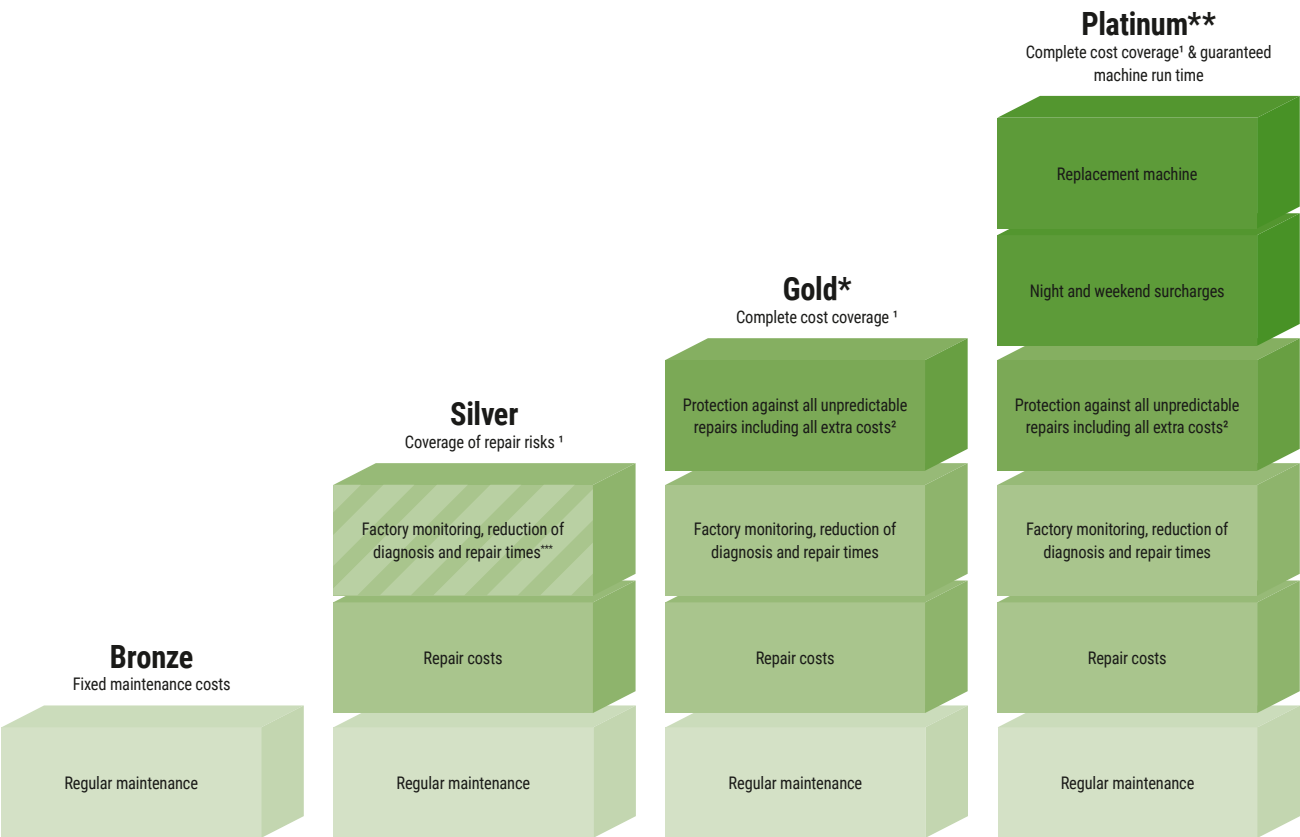 Platinum**
Complete cost coverage¹ & guaranteed
machine run time
Replacement machine
Night and weekend surcharges
Protection against all unpredictable
repairs including all extra costs²
Factory monitoring, reduction of
diagnosis and repair times
Repair costs
Regular maintenance
Gold*
Complete cost coverage ¹
Protection against all unpredictable
repairs including all extra costs²
Factory monitoring, reduction of
diagnosis and repair times
Repair costs
Regular maintenance
Silver
Coverage of repair risks ¹
Factory monitoring, reduction of
diagnosis and repair times***
Repair costs
Regular maintenance
Bronze
Fixed maintenance costs
Regular maintenance